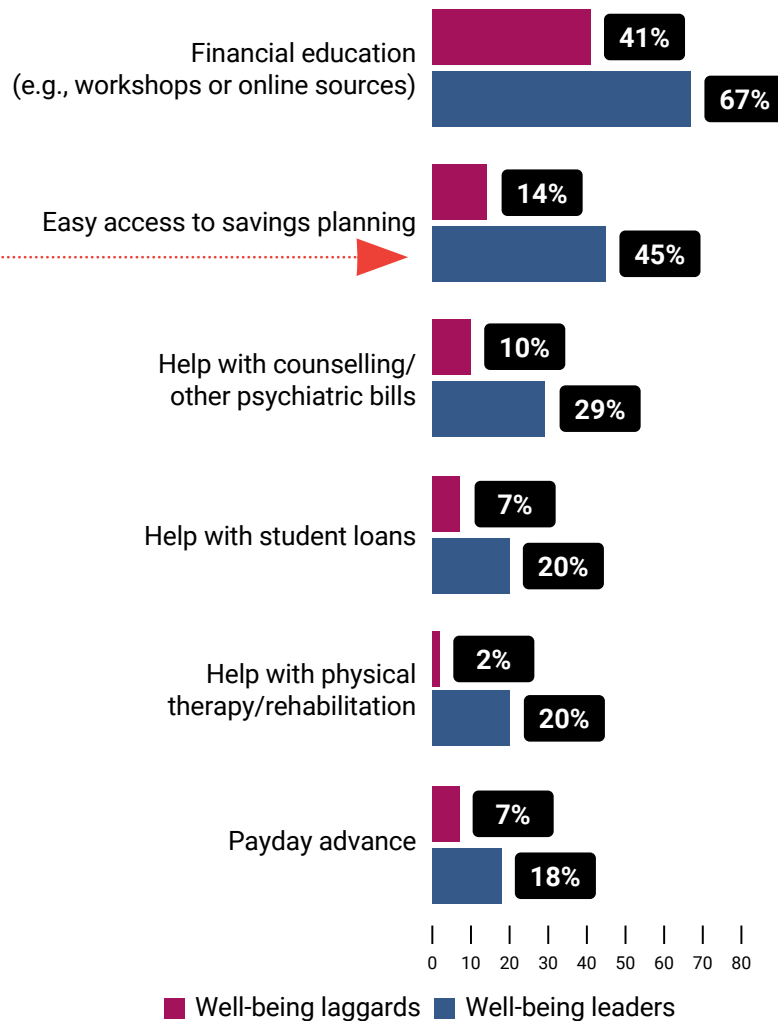 Financial education
(e.g., workshops or online sources)
41%
67%
Easy access to savings planning
14%
45%
Help with counselling/
other psychiatric bills
10%
29%
Help with student loans
7%
20%
Help with physical
therapy/rehabilitation
2%
20%
Payday advance
7%
18%
0 10 20 30 40 50 60 70 80
Well-being laggards Well-being leaders